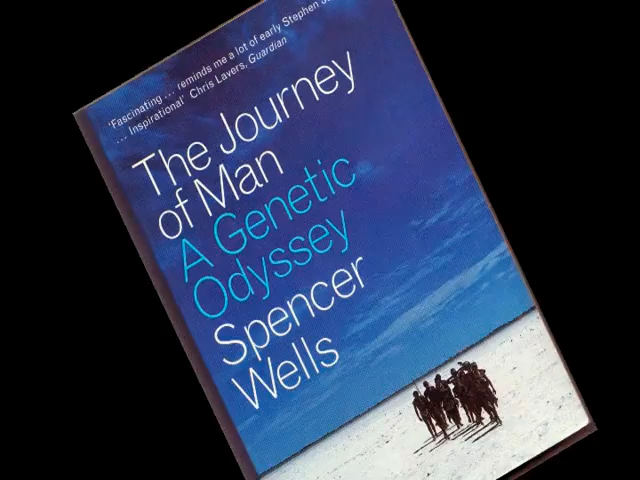 'Fascinating ... reminds me a lot of early Stephen
... Inspirational' Chris Lavers, Guardian
The Journey
of Man
A Genetic
Odyssey
Spencer
Wells